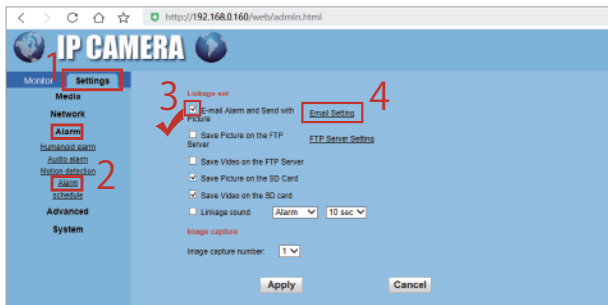 http://192.168.0.160/web/admin.html
IP CAMERA
1
Monitor Settings
Media
Network
Alarm
Humanoid alarm
Audio alarm
Motion detection
Alarm
schedule
2
Advanced
System
Linkage set
3
E-mail Alarm and Send with
Picture
Email Setting
4
Save Picture on the FTP
Server
FTP Server Setting
Save Video on the FTP Server
Save Picture on the SD Card
Save Video on the SD card
Linkage sound Alarm 10 sec
Image capture
Image capture number: 1
Apply Cancel